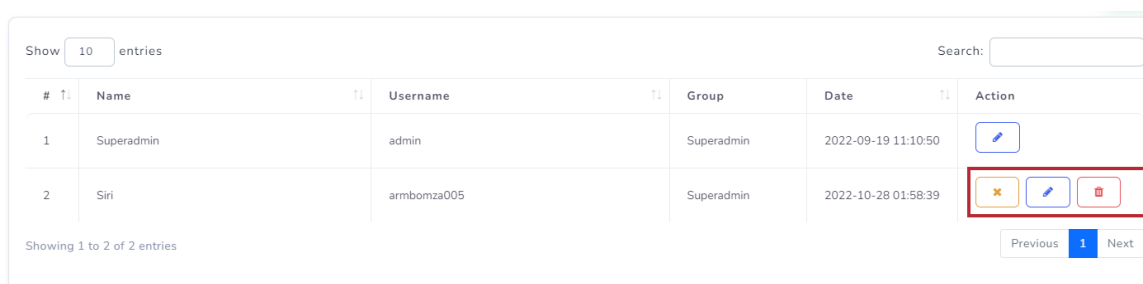 Show 10 entries Search:
# Name Username Group Date Action
1 Superadmin admin Superadmin 2022-09-19 11:10:50
2 Siri armbomza005 Superadmin 2022-10-28 01:58:39
Showing 1 to 2 of 2 entries Previous 1 Next